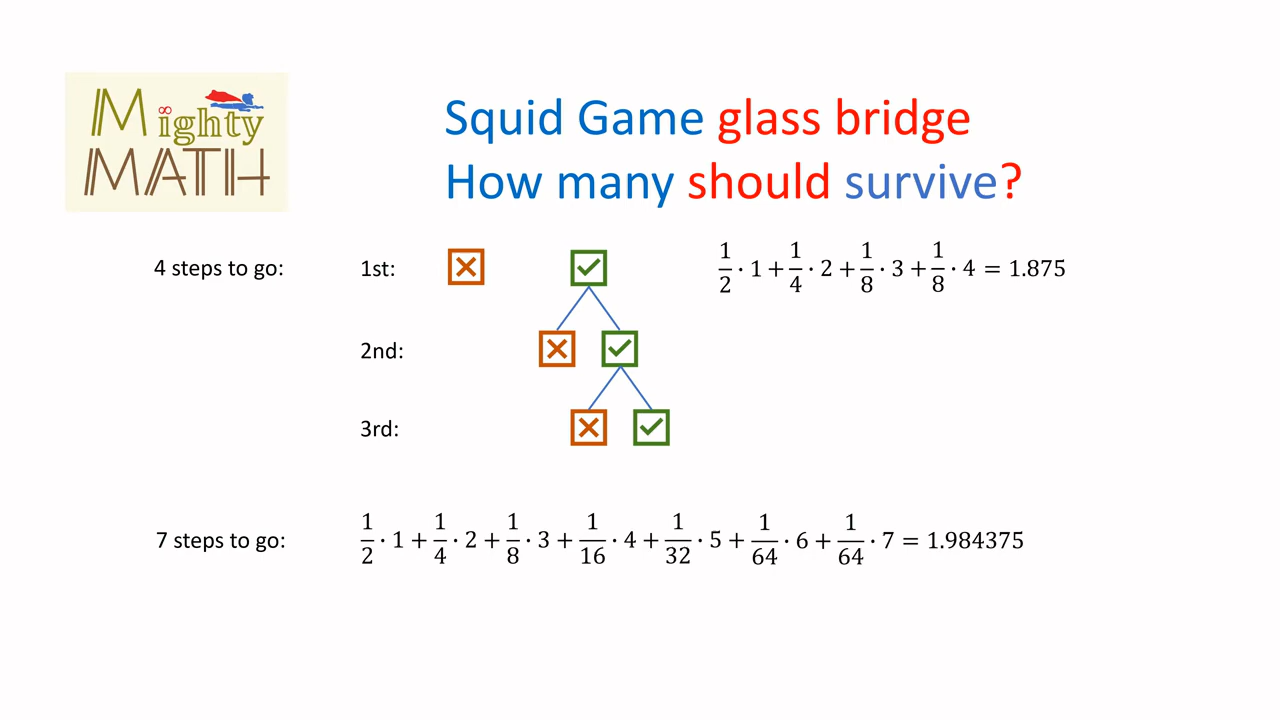 Mighty
MATH
Squid Game glass bridge
How many should survive?
4 steps to go:
1st:
1/2 · 1 + 1/4 · 2 + 1/8 · 3 + 1/8 · 4 = 1.875
2nd:
3rd:
7 steps to go:
1/2 · 1 + 1/4 · 2 + 1/8 · 3 + 1/16 · 4 + 1/32 · 5 + 1/64 · 6 + 1/64 · 7 = 1.984375